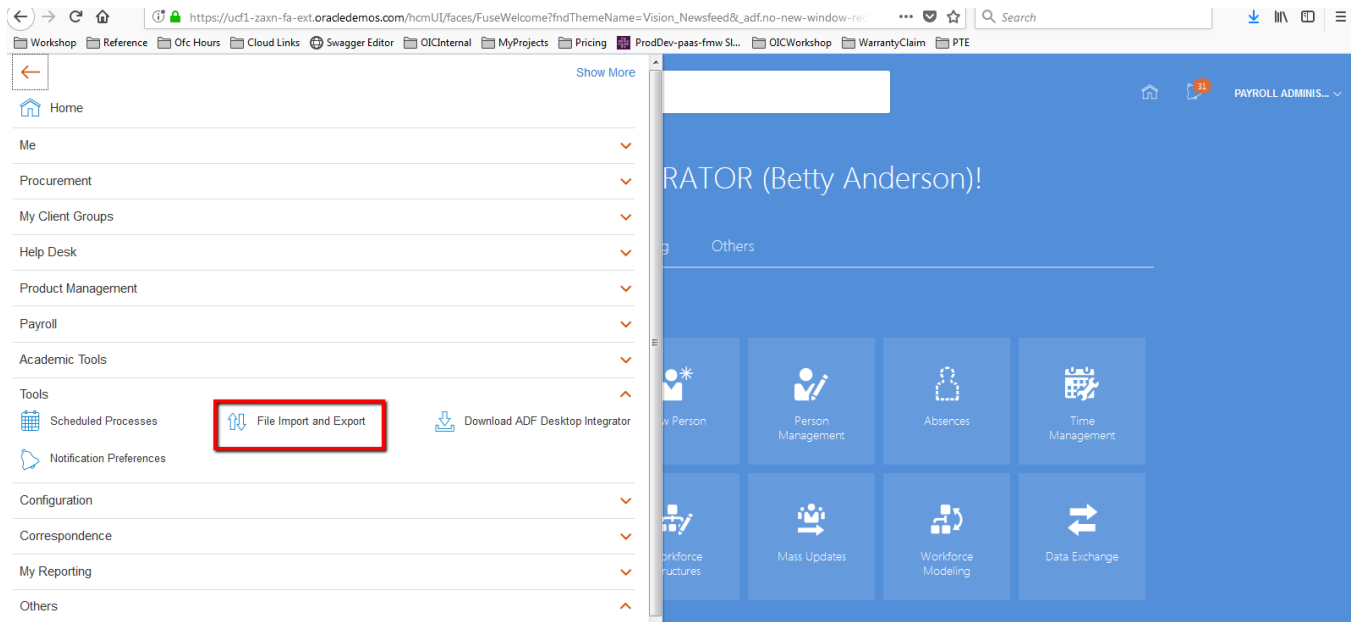 https://ucf1-zaxn-fa-ext.oracledemos.com/hcmUI/faces/FuseWelcome?fndThemeName=Vision_Newsfeed&_adf.no-new-window-rec
Search
Workshop Reference Ofc Hours Cloud Links Swagger Editor OICInternal MyProjects Pricing ProdDev-paas-fmw Sl... OICWorkshop WarrantyClaim PTE
Show More
Home
Me
Procurement
My Client Groups
Help Desk
Product Management
Payroll
Academic Tools
Tools
Scheduled Processes File Import and Export Download ADF Desktop Integrator
Notification Preferences
Configuration
Correspondence
My Reporting
Others
31
PAYROLL ADMINIS...
RATOR (Betty Anderson)!
g Others
w Person
Person
Management
Absences
Time
Management
orkforce
ructures
Mass Updates
Workforce
Modeling
Data Exchange